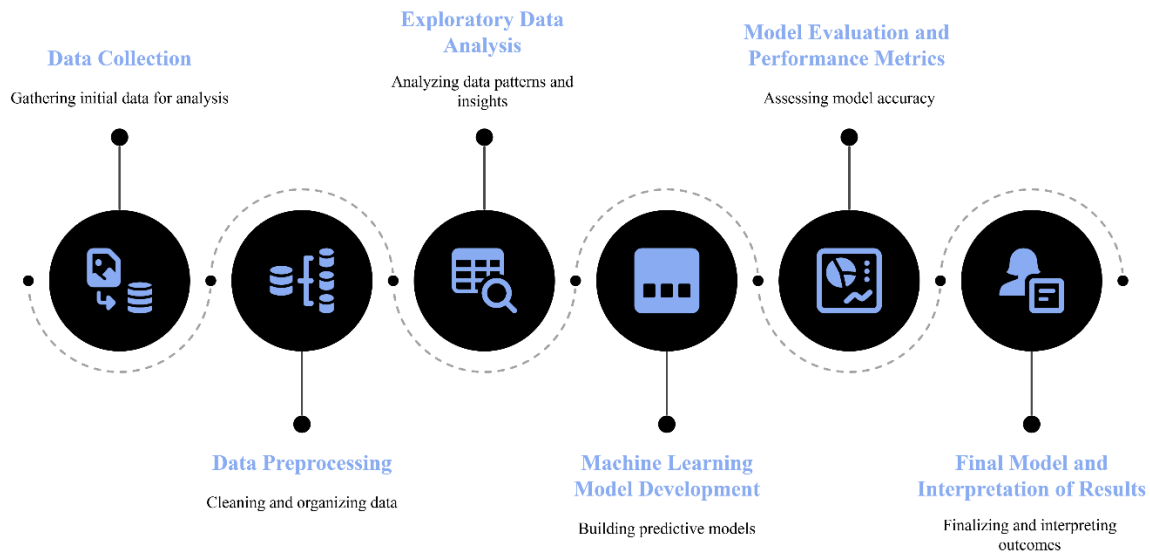 Data Collection
Gathering initial data for analysis
Data Preprocessing
Cleaning and organizing data
Exploratory Data
Analysis
Analyzing data patterns and
insights
Machine Learning
Model Development
Building predictive models
Model Evaluation and
Performance Metrics
Assessing model accuracy
Final Model and
Interpretation of Results
Finalizing and interpreting
outcomes